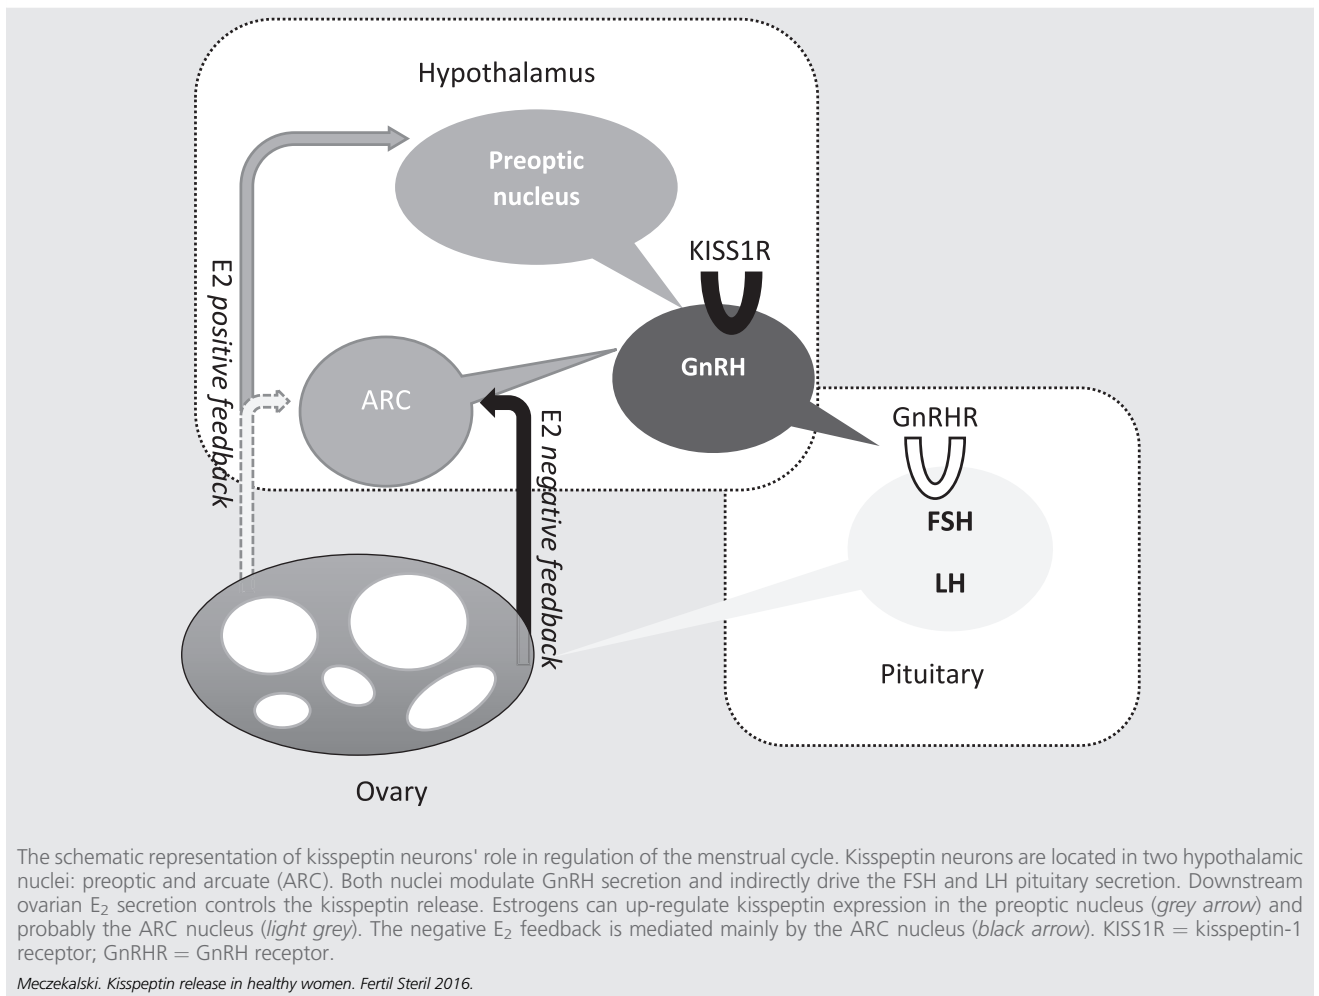 Hypothalamus
Preoptic
nucleus
KISS1R
E2 positive feedback
GnRH
ARC
E2 negative feedback
GnRHR
FSH
LH
Pituitary
Ovary
The schematic representation of kisspeptin neurons' role in regulation of the menstrual cycle. Kisspeptin neurons are located in two hypothalamic
nuclei: preoptic and arcuate (ARC). Both nuclei modulate GnRH secretion and indirectly drive the FSH and LH pituitary secretion. Downstream
ovarian E₂ secretion controls the kisspeptin release. Estrogens can up-regulate kisspeptin expression in the preoptic nucleus (grey arrow) and
probably the ARC nucleus (light grey). The negative E₂ feedback is mediated mainly by the ARC nucleus (black arrow). KISS1R = kisspeptin-1
receptor; GnRHR = GnRH receptor.
Meczekalski. Kisspeptin release in healthy women. Fertil Steril 2016.